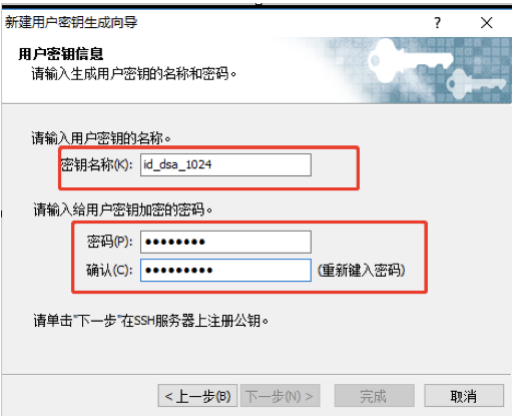 新建用户密钥生成向导
用户密钥信息
请输入生成用户密钥的名称和密码。
请输入用户密钥的名称。
密钥名称(K): id_dsa_1024
请输入给用户密钥加密的密码。
密码(P): ••••••••
确认(C): ••••••••• (重新键入密码)
请单击"下一步"在SSH服务器上注册公钥。
<上一步(B) 下一步(N)> 完成 取消